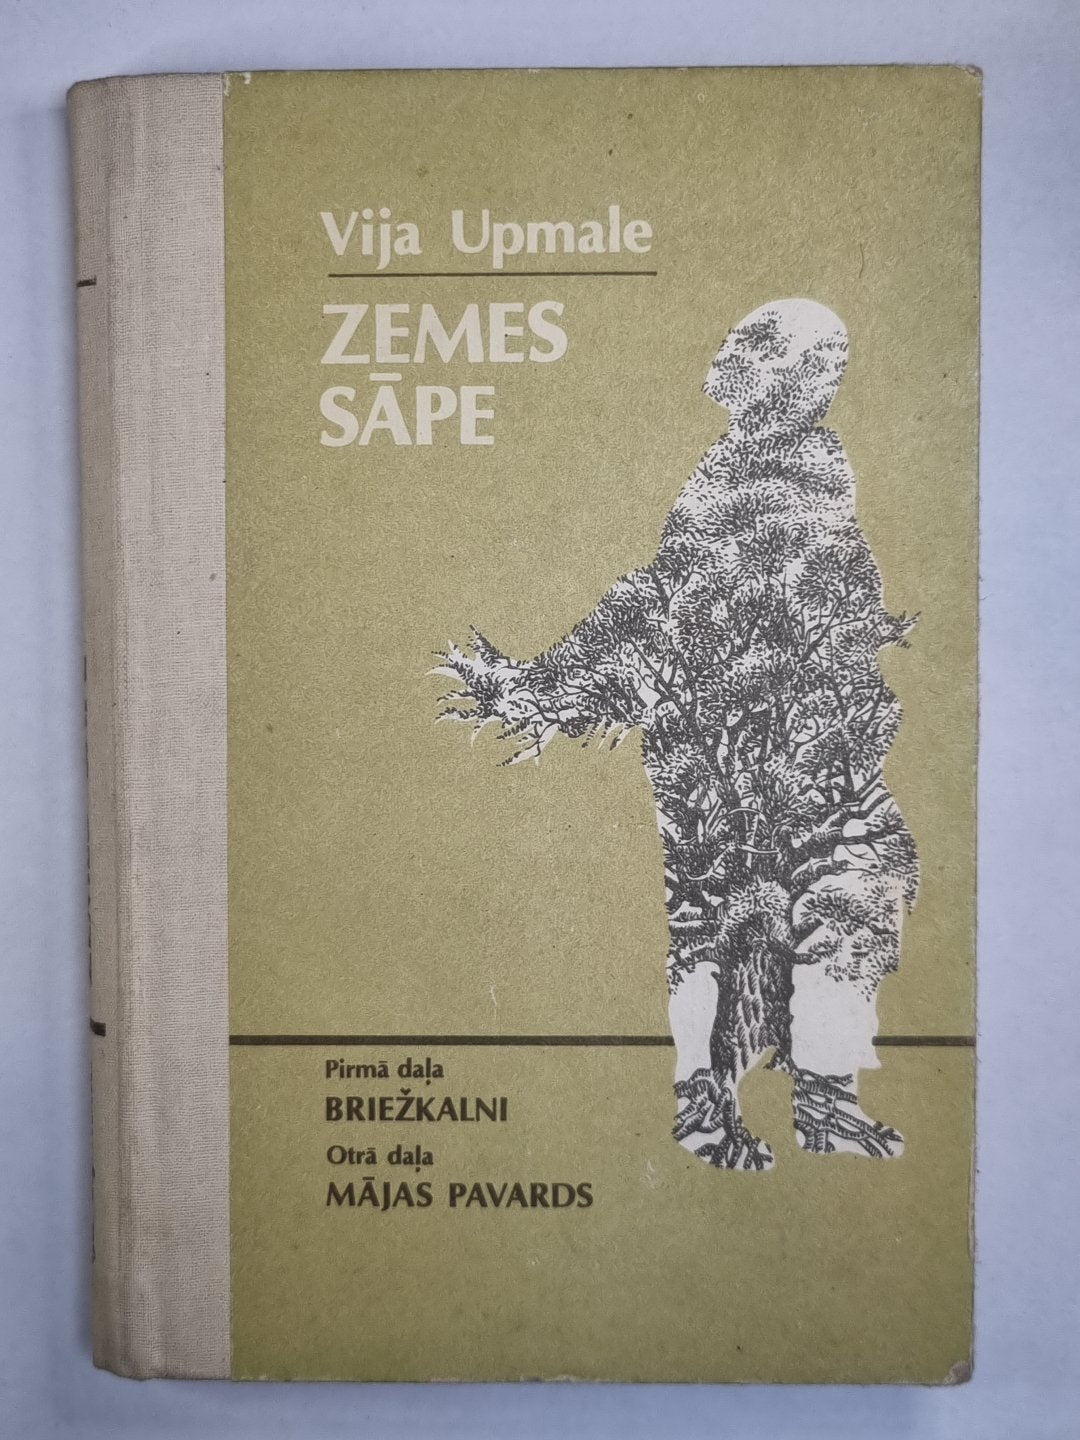 Vija Upmale
ZEMES
SĀPE
Pirmā daļa
BRIEŽKALNI
Otrā daļa
MĀJAS PAVARDS